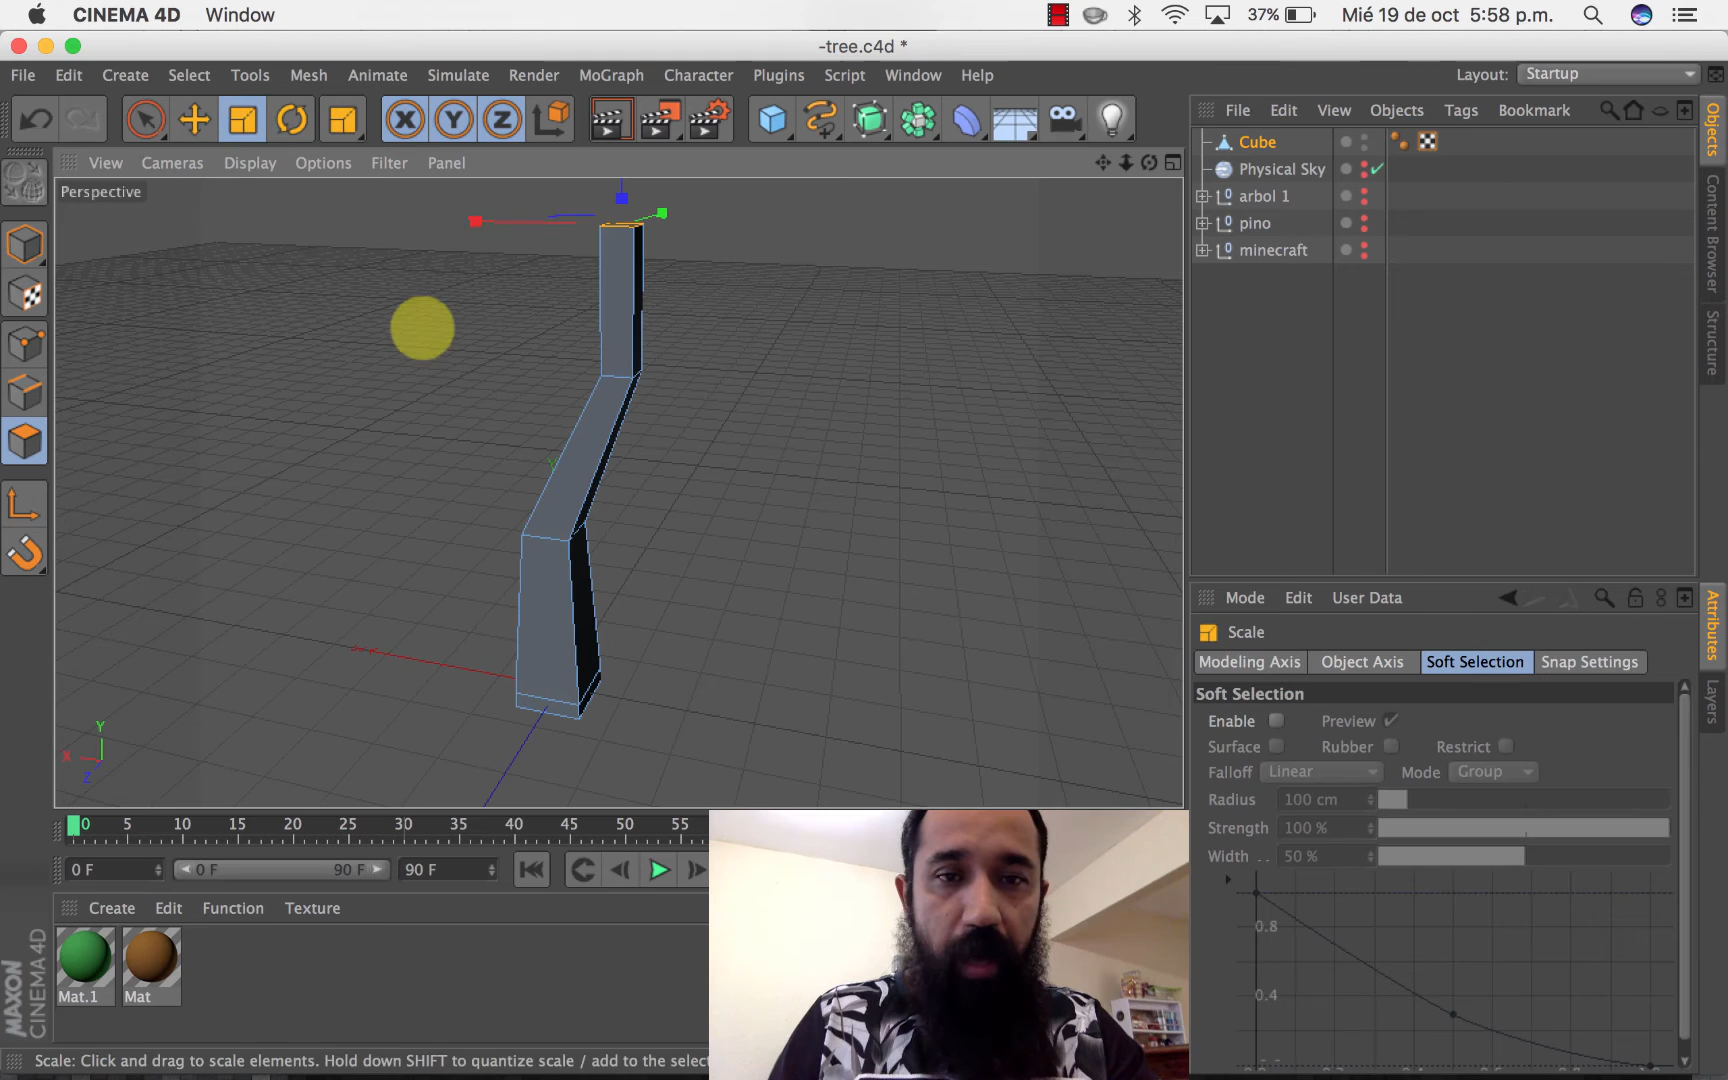 CINEMA 4D Window 37% Mié 19 de oct 5:58 p.m.
-tree.c4d *
File Edit Create Select Tools Mesh Animate Simulate Render MoGraph Character Plugins Script Window Help Layout: Startup
X Y Z
File Edit View Objects Tags Bookmark
View Cameras Display Options Filter Panel
Perspective
Cube
Physical Sky
arbol 1
pino
minecraft
Objects
Content Browser
Structure
Y
Y
X
Z
Mode Edit User Data
Scale
Modeling Axis Object Axis Soft Selection Snap Settings
Soft Selection
Enable Preview
Surface Rubber Restrict
Falloff Linear Mode Group
Radius 100 cm
Strength 100 %
Width . . 50 %
0.8
0.4
Attributes
Layers
0 5 10 15 20 25 30 35 40 45 50 55
0 F 0 F 90 F 90 F
Create Edit Function Texture
Mat.1 Mat
MAXON
CINEMA 4D
Scale: Click and drag to scale elements. Hold down SHIFT to quantize scale / add to the select